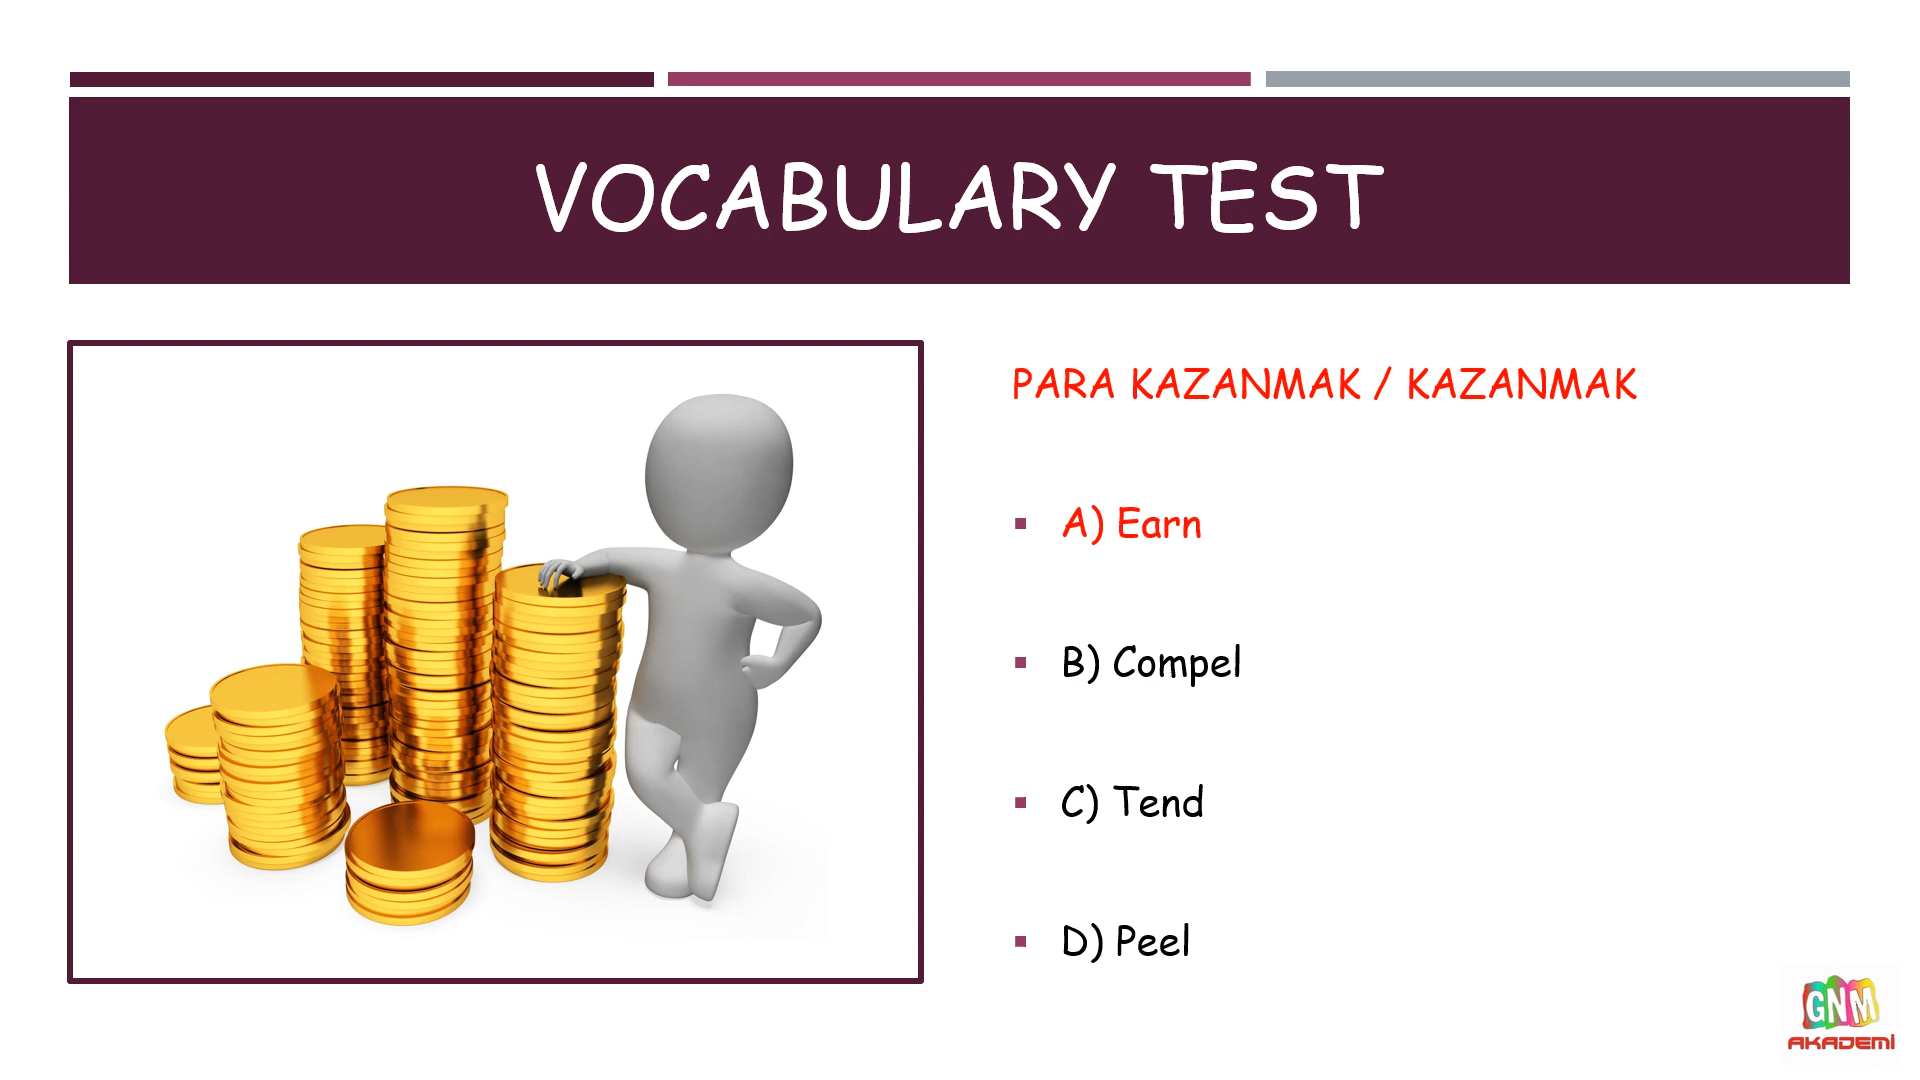 VOCABULARY TEST
PARA KAZANMAK / KAZANMAK
A) Earn
B) Compel
C) Tend
D) Peel
GNM
AKADEMİ